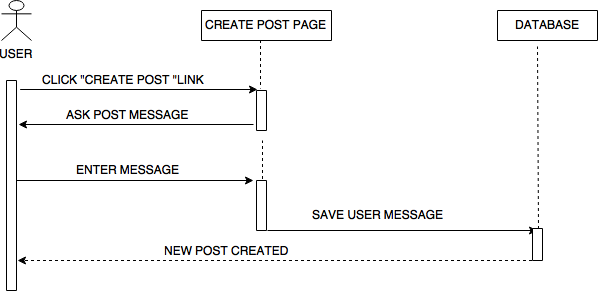 USER
CREATE POST PAGE
DATABASE
CLICK "CREATE POST "LINK
ASK POST MESSAGE
ENTER MESSAGE
SAVE USER MESSAGE
NEW POST CREATED